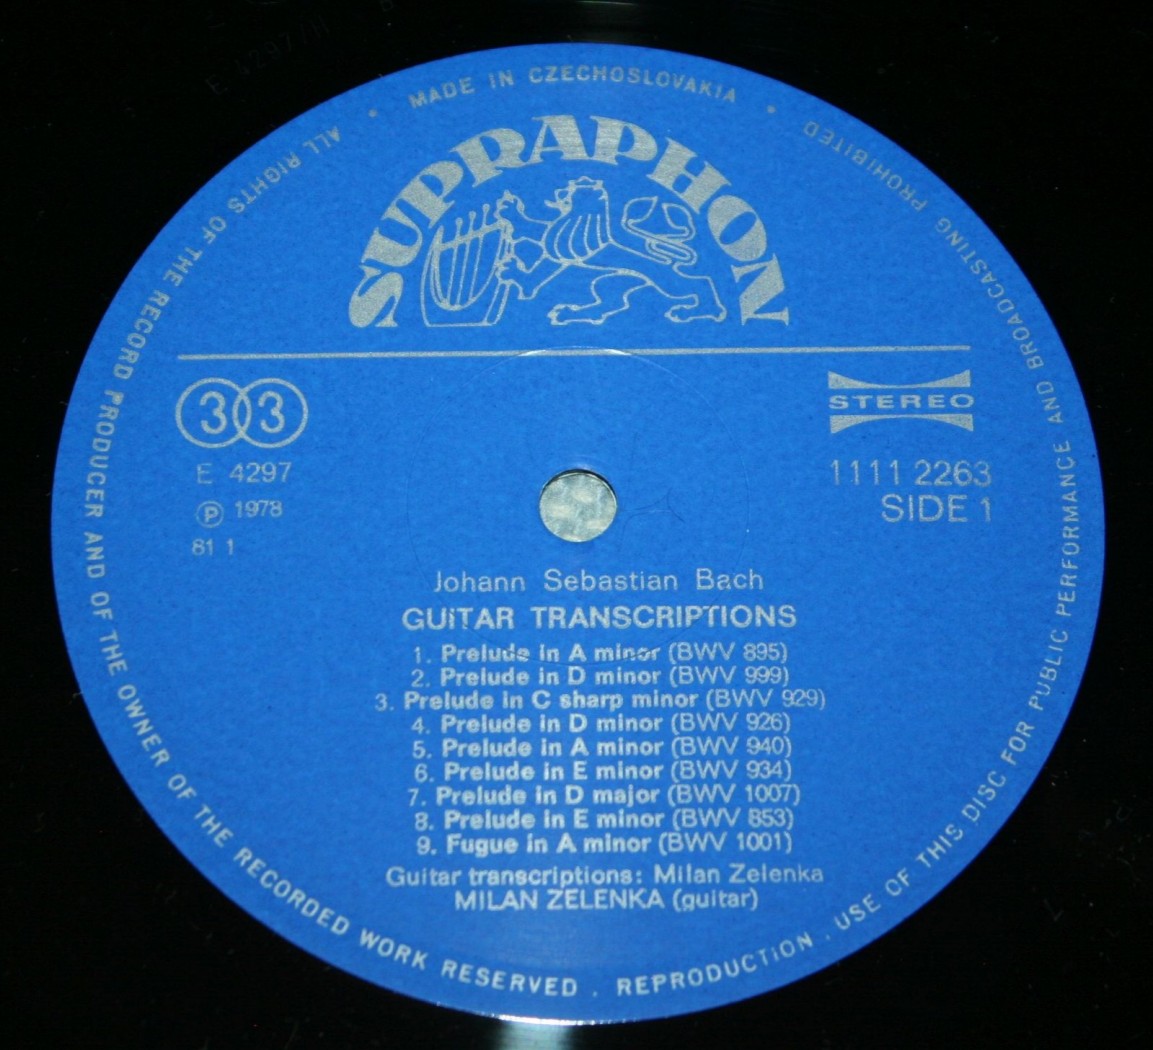 MADE IN CZECHOSLOVAKIA
ALL RIGHTS OF THE RECORD PRODUCER AND OF THE OWNER OF THE RECORDED WORK RESERVED . REPRODUCTION . USE OF THIS DISC FOR PUBLIC PERFORMANCE AND BROADCASTING PROHIBITED
SUPRAPHON
33
STEREO
E 4297
1111 2263
Ⓟ 1978
SIDE 1
81 1
Johann Sebastian Bach
GUITAR TRANSCRIPTIONS
1. Prelude in A minor (BWV 895)
2. Prelude in D minor (BWV 999)
3. Prelude in C sharp minor (BWV 929)
4. Prelude in D minor (BWV 926)
5. Prelude in A minor (BWV 940)
6. Prelude in E minor (BWV 934)
7. Prelude in D major (BWV 1007)
8. Prelude in E minor (BWV 853)
9. Fugue in A minor (BWV 1001)
Guitar transcriptions: Milan Zelenka
MILAN ZELENKA (guitar)